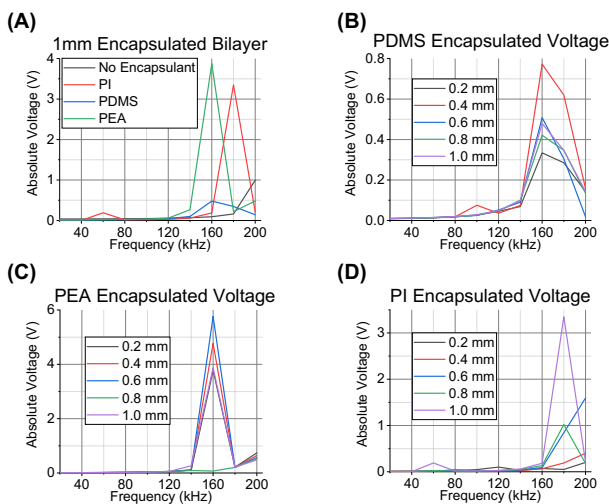 (A)
1mm Encapsulated Bilayer
Absolute Voltage (V)
4
3
2
1
0
No Encapsulant
PI
PDMS
PEA
40 80 120 160 200
Frequency (kHz)
(B)
PDMS Encapsulated Voltage
Absolute Voltage (V)
0.8
0.6
0.4
0.2
0.0
0.2 mm
0.4 mm
0.6 mm
0.8 mm
1.0 mm
40 80 120 160 200
Frequency (kHz)
(C)
PEA Encapsulated Voltage
Absolute Voltage (V)
6
4
2
0
0.2 mm
0.4 mm
0.6 mm
0.8 mm
1.0 mm
40 80 120 160 200
Frequency (kHz)
(D)
PI Encapsulated Voltage
Absolute Voltage (V)
3
2
1
0
0.2 mm
0.4 mm
0.6 mm
0.8 mm
1.0 mm
40 80 120 160 200
Frequency (kHz)